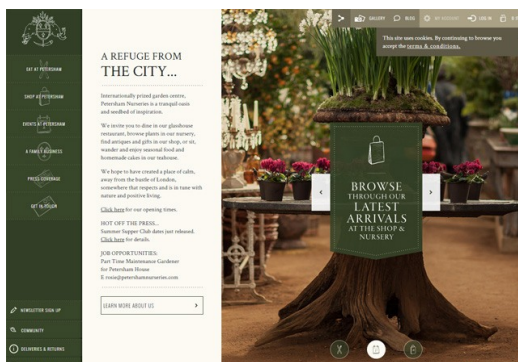 GALLERY
BLOG
MY ACCOUNT
LOG IN
This site uses cookies. By continuing to browse you
accept the terms & conditions.
EAT AT PETERSHAM
SHOP AT PETERSHAM
EVENTS AT PETERSHAM
A FAMILY BUSINESS
PRESS COVERAGE
GET IN TOUCH
NEWSLETTER SIGN UP
COMMUNITY
DELIVERIES & RETURNS
A REFUGE FROM
THE CITY...
Internationally prized garden centre,
Petersham Nurseries is a tranquil oasis
and seedbed of inspiration.
We invite you to dine in our glasshouse
restaurant, browse plants in our nursery,
find antiques and gifts in our shop, or sit,
wander and enjoy seasonal food and
homemade cakes in our teahouse.
We hope to have created a place of calm,
away from the bustle of London,
somewhere that respects and is in tune with
nature and positive living.
Click here for our opening times.
HOT OFF THE PRESS...
Summer Supper Club dates just released.
Click here for details.
JOB OPPORTUNITIES:
Part Time Maintenance Gardener
for Petersham House
E rosie@petershamnurseries.com
LEARN MORE ABOUT US
BROWSE
THROUGH OUR
LATEST
ARRIVALS
AT THE SHOP &
NURSERY